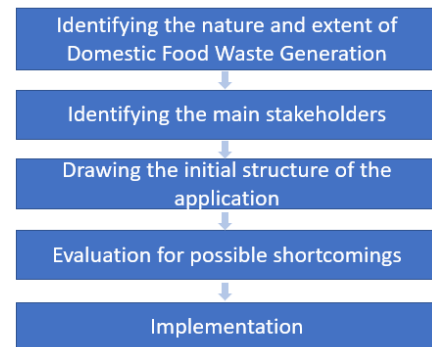 Identifying the nature and extent of
Domestic Food Waste Generation
Identifying the main stakeholders
Drawing the initial structure of the
application
Evaluation for possible shortcomings
Implementation